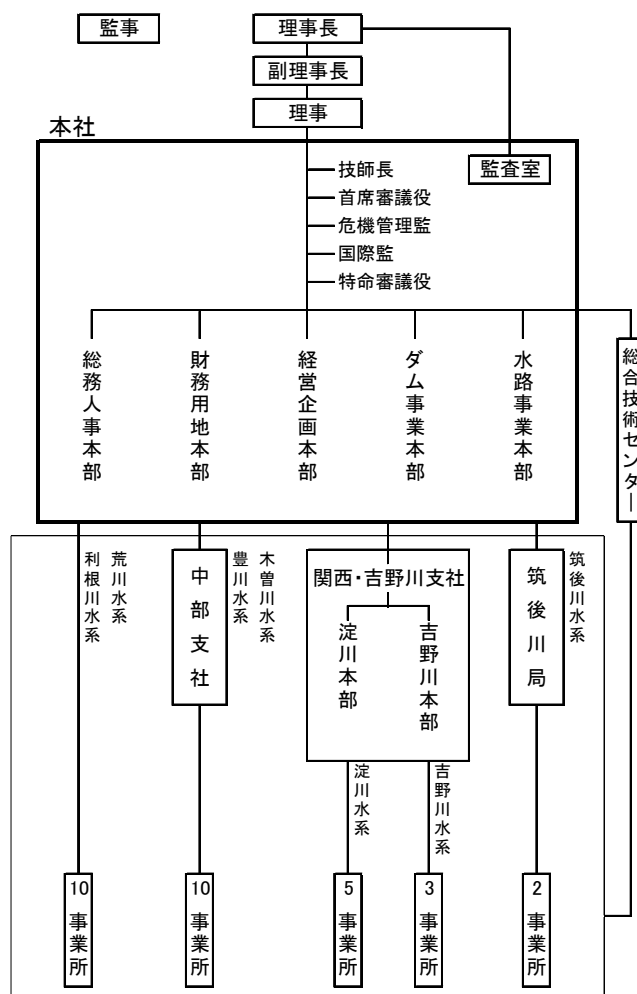 監事
理事長
副理事長
理事
本社
監査室
技師長
首席審議役
危機管理監
国際監
特命審議役
総務人事本部
財務用地本部
経営企画本部
ダム事業本部
水路事業本部
総合技術センター
利根川水系
荒川水系
中部支社
豊川水系
木曽川水系
関西・吉野川支社
淀川本部
吉野川本部
筑後川局
筑後川水系
淀川水系
吉野川水系
10事業所
10事業所
5事業所
3事業所
2事業所